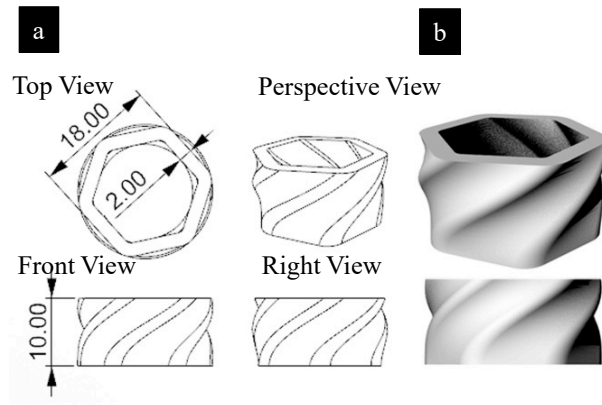 a
b
Top View
Perspective View
18.00
2.00
Front View
Right View
10.00